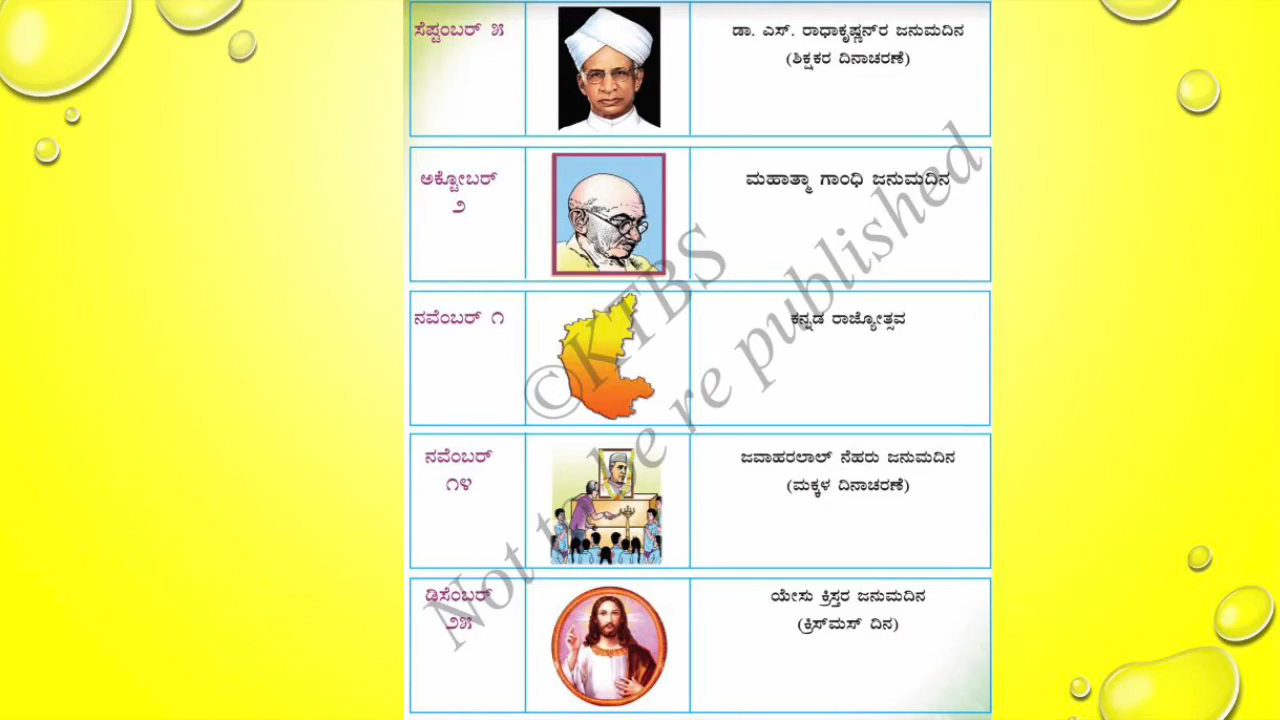 ಸೆಪ್ಟಂಬರ್ ೫
ಡಾ. ಎಸ್. ರಾಧಾಕೃಷ್ಣನ್‌ರ ಜನುಮದಿನ
(ಶಿಕ್ಷಕರ ದಿನಾಚರಣೆ)
ಅಕ್ಟೋಬರ್
೨
ಮಹಾತ್ಮಾ ಗಾಂಧಿ ಜನುಮದಿನ
ನವೆಂಬರ್ ೧
ಕನ್ನಡ ರಾಜ್ಯೋತ್ಸವ
ನವೆಂಬರ್
೧೪
ಜವಾಹರಲಾಲ್ ನೆಹರು ಜನುಮದಿನ
(ಮಕ್ಕಳ ದಿನಾಚರಣೆ)
ಡಿಸೆಂಬರ್
೨೫
ಯೇಸು ಕ್ರಿಸ್ತರ ಜನುಮದಿನ
(ಕ್ರಿಸ್‌ಮಸ್ ದಿನ)
©KTBS
Not to be re published